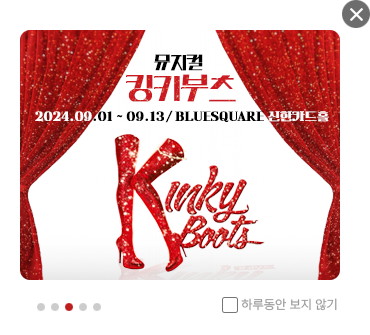 뮤지컬
킹키부츠
2024.09.01 ~ 09.13 / BLUESQUARE 신한카드홀
Kinky
Boots
하루동안 보지 않기